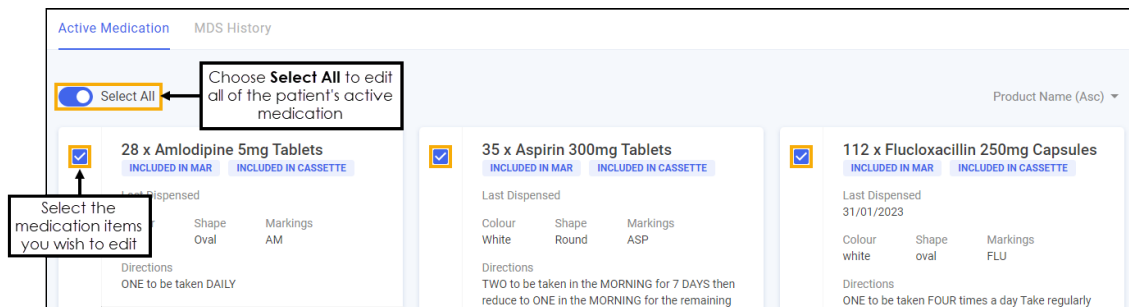 Active Medication MDS History
Select All
Choose Select All to edit
all of the patient's active
medication
Product Name (Asc)
28 x Amlodipine 5mg Tablets
INCLUDED IN MAR INCLUDED IN CASSETTE
Last Dispensed
Shape Markings
Oval AM
Directions
ONE to be taken DAILY
Select the
medication items
you wish to edit
35 x Aspirin 300mg Tablets
INCLUDED IN MAR INCLUDED IN CASSETTE
Last Dispensed
Colour Shape Markings
White Round ASP
Directions
TWO to be taken in the MORNING for 7 DAYS then
reduce to ONE in the MORNING for the remaining
112 x Flucloxacillin 250mg Capsules
INCLUDED IN MAR INCLUDED IN CASSETTE
Last Dispensed
31/01/2023
Colour Shape Markings
white oval FLU
Directions
ONE to be taken FOUR times a day Take regularly